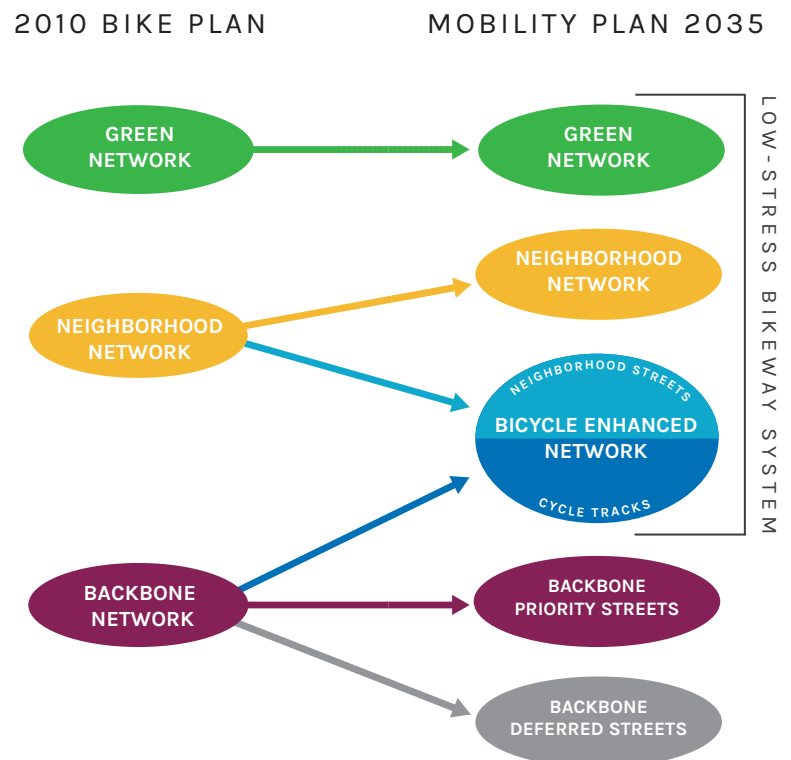 2010 BIKE PLAN
MOBILITY PLAN 2035
GREEN
NETWORK
GREEN
NETWORK
NEIGHBORHOOD
NETWORK
NEIGHBORHOOD
NETWORK
NEIGHBORHOOD STREETS
BICYCLE ENHANCED
NETWORK
CYCLE TRACKS
BACKBONE
NETWORK
BACKBONE
PRIORITY STREETS
BACKBONE
DEFERRED STREETS
LOW-STRESS BIKEWAY SYSTEM